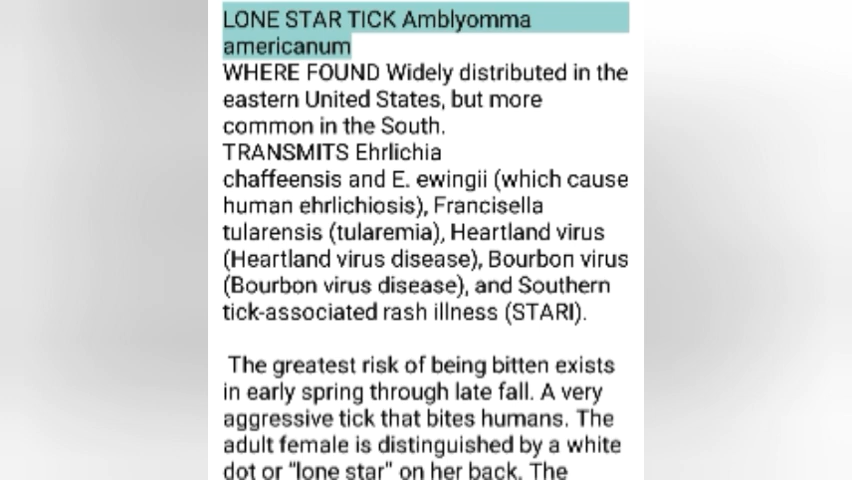 LONE STAR TICK Amblyomma
americanum
WHERE FOUND Widely distributed in the
eastern United States, but more
common in the South.
TRANSMITS Ehrlichia
chaffeensis and E. ewingii (which cause
human ehrlichiosis), Francisella
tularensis (tularemia), Heartland virus
(Heartland virus disease), Bourbon virus
(Bourbon virus disease), and Southern
tick-associated rash illness (STARI).
The greatest risk of being bitten exists
in early spring through late fall. A very
aggressive tick that bites humans. The
adult female is distinguished by a white
dot or "lone star" on her back. The